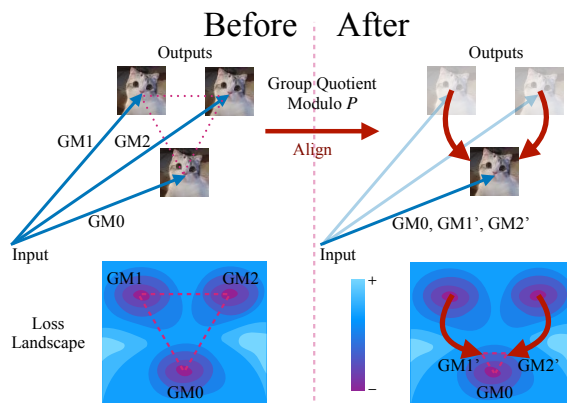 Before
After
Outputs
Outputs
Group Quotient
Modulo P
Align
GM1
GM2
GM0
GM0, GM1’, GM2’
Input
Input
GM1
GM2
+
Loss
Landscape
GM1’
GM2’
GM0
GM0
−